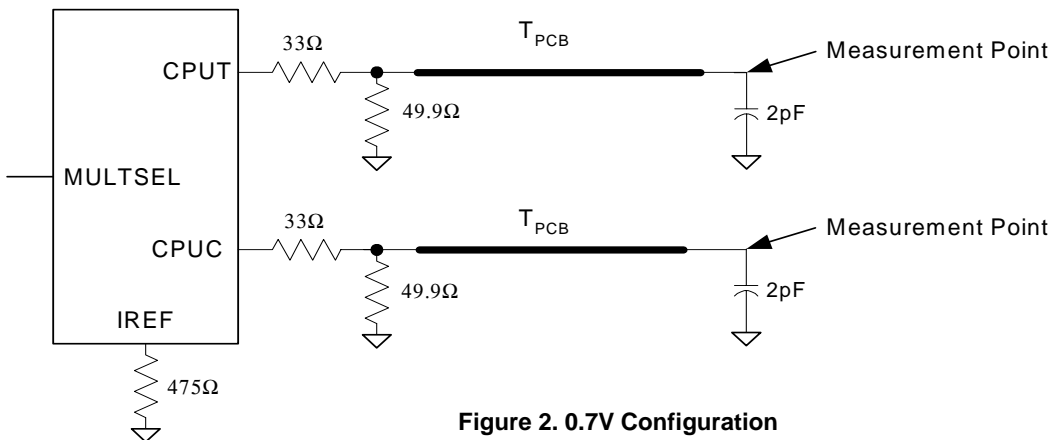 T_PCB
33Ω
Measurement Point
CPUT
49.9Ω
2pF
MULTSEL
T_PCB
33Ω
Measurement Point
CPUC
49.9Ω
2pF
IREF
475Ω
Figure 2. 0.7V Configuration